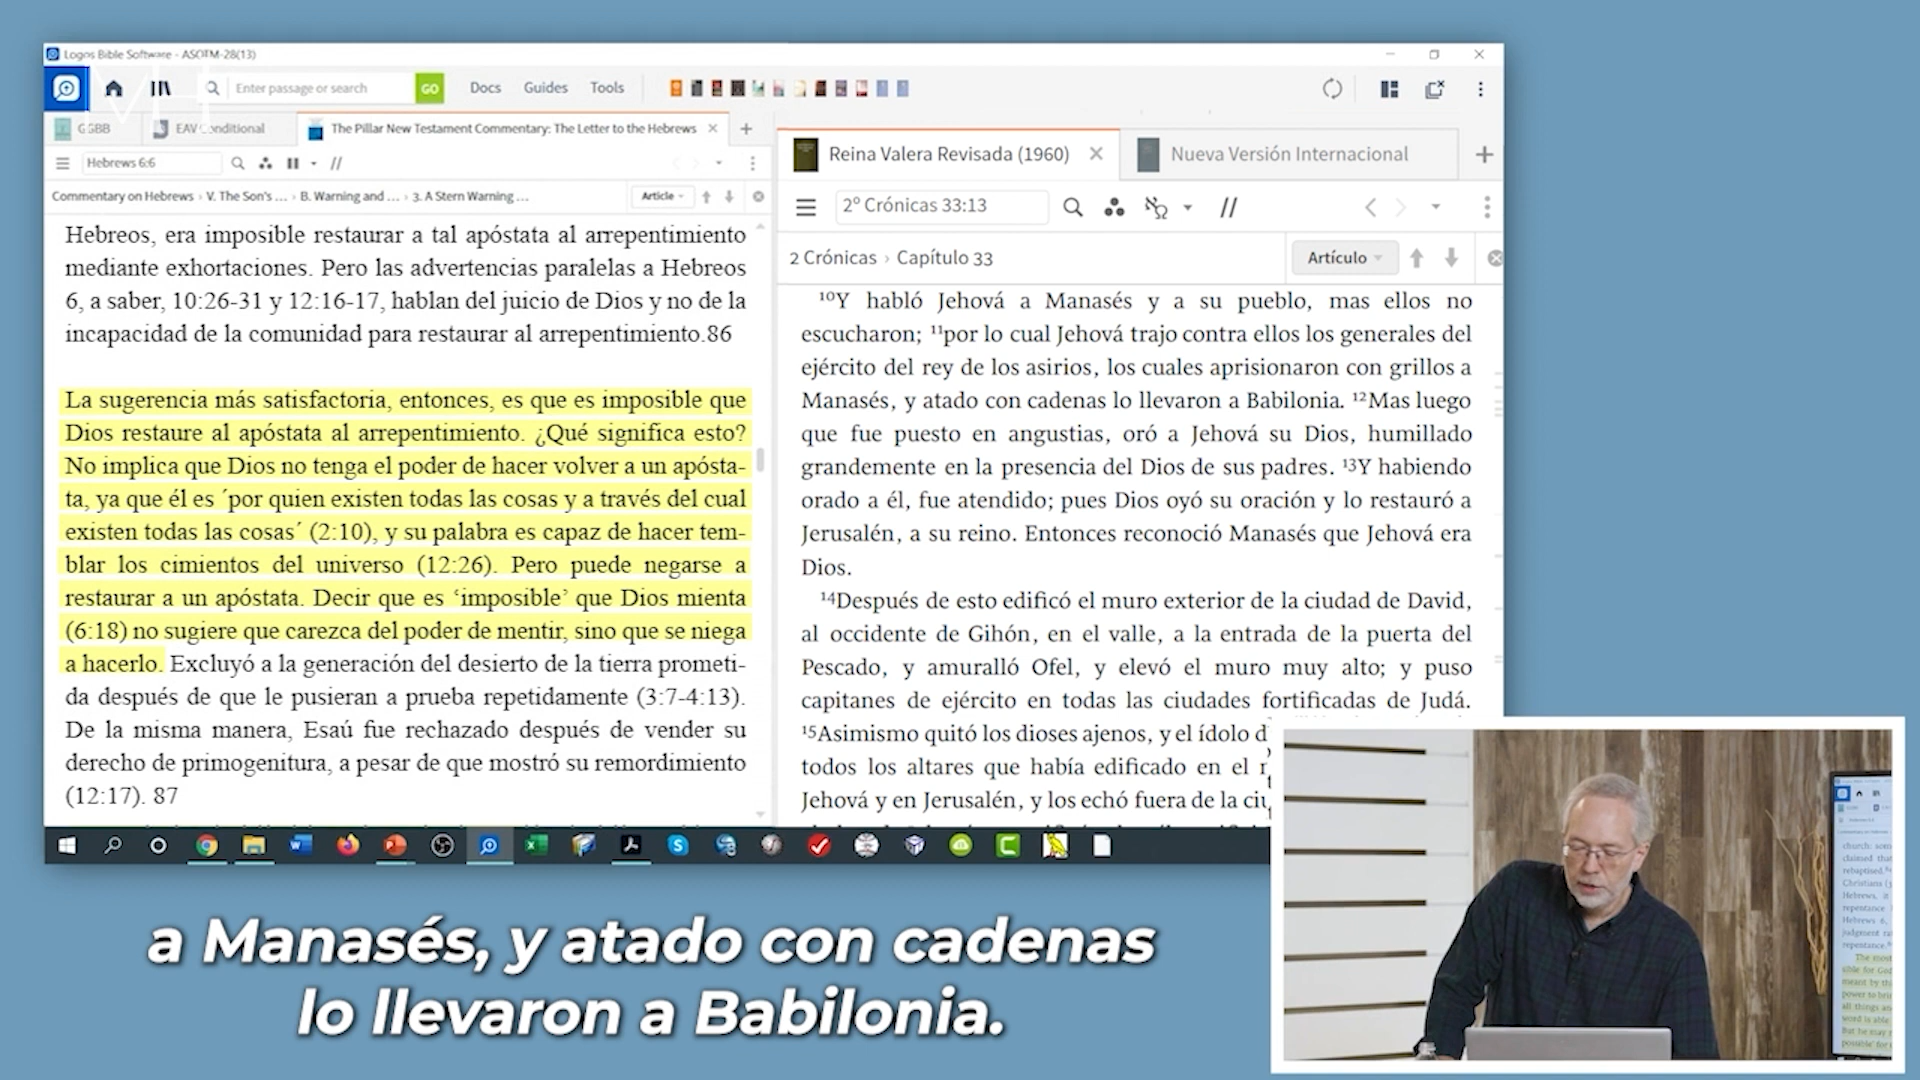 Logos Bible Software - ASOTM-28(13)
Enter passage or search
GO
Docs
Guides
Tools
GGBB
EAV Conditional
The Pillar New Testament Commentary: The Letter to the Hebrews
Hebrews 6:6
Commentary on Hebrews › V. The Son's ... › B. Warning and ... › 3. A Stern Warning ...
Article
Hebreos, era imposible restaurar a tal apóstata al arrepentimiento
mediante exhortaciones. Pero las advertencias paralelas a Hebreos
6, a saber, 10:26-31 y 12:16-17, hablan del juicio de Dios y no de la
incapacidad de la comunidad para restaurar al arrepentimiento.86
La sugerencia más satisfactoria, entonces, es que es imposible que
Dios restaure al apóstata al arrepentimiento. ¿Qué significa esto?
No implica que Dios no tenga el poder de hacer volver a un apósta-
ta, ya que él es ´por quien existen todas las cosas y a través del cual
existen todas las cosas´ (2:10), y su palabra es capaz de hacer tem-
blar los cimientos del universo (12:26). Pero puede negarse a
restaurar a un apóstata. Decir que es ‘imposible’ que Dios mienta
(6:18) no sugiere que carezca del poder de mentir, sino que se niega
a hacerlo. Excluyó a la generación del desierto de la tierra prometi-
da después de que le pusieran a prueba repetidamente (3:7-4:13).
De la misma manera, Esaú fue rechazado después de vender su
derecho de primogenitura, a pesar de que mostró su remordimiento
(12:17). 87
Reina Valera Revisada (1960)
Nueva Versión Internacional
2º Crónicas 33:13
2 Crónicas › Capítulo 33
Artículo
¹⁰Y habló Jehová a Manasés y a su pueblo, mas ellos no
escucharon; ¹¹por lo cual Jehová trajo contra ellos los generales del
ejército del rey de los asirios, los cuales aprisionaron con grillos a
Manasés, y atado con cadenas lo llevaron a Babilonia. ¹²Mas luego
que fue puesto en angustias, oró a Jehová su Dios, humillado
grandemente en la presencia del Dios de sus padres. ¹³Y habiendo
orado a él, fue atendido; pues Dios oyó su oración y lo restauró a
Jerusalén, a su reino. Entonces reconoció Manasés que Jehová era
Dios.
¹⁴Después de esto edificó el muro exterior de la ciudad de David,
al occidente de Gihón, en el valle, a la entrada de la puerta del
Pescado, y amuralló Ofel, y elevó el muro muy alto; y puso
capitanes de ejército en todas las ciudades fortificadas de Judá.
¹⁵Asimismo quitó los dioses ajenos, y el ídolo d
todos los altares que había edificado en el
Jehová y en Jerusalén, y los echó fuera de la
a Manasés, y atado con cadenas
lo llevaron a Babilonia.